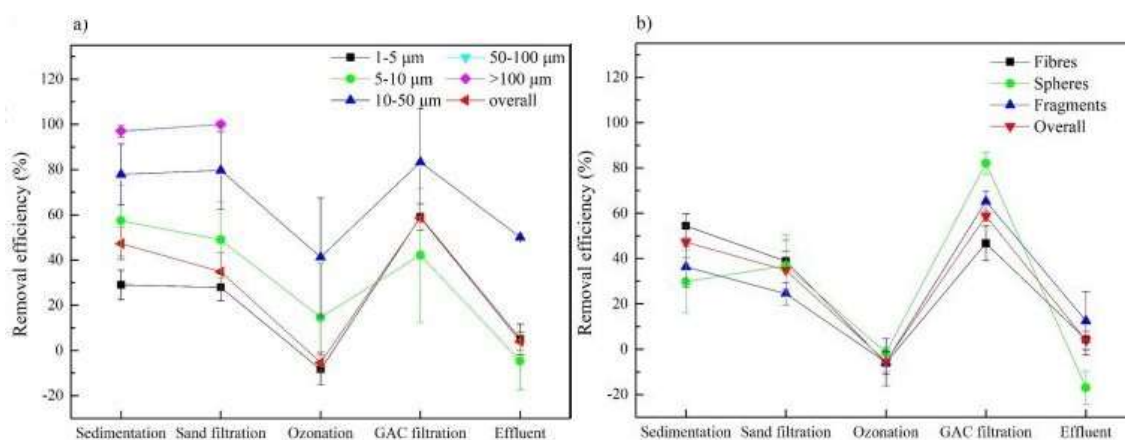 a)
1-5 μm
50-100 μm
5-10 μm
>100 μm
10-50 μm
overall
Removal efficiency (%)
120
100
80
60
40
20
0
-20
Sedimentation Sand filtration Ozonation GAC filtration Effluent
b)
Fibres
Spheres
Fragments
Overall
Removal efficiency (%)
120
100
80
60
40
20
0
-20
Sedimentation Sand filtration Ozonation GAC filtration Effluent